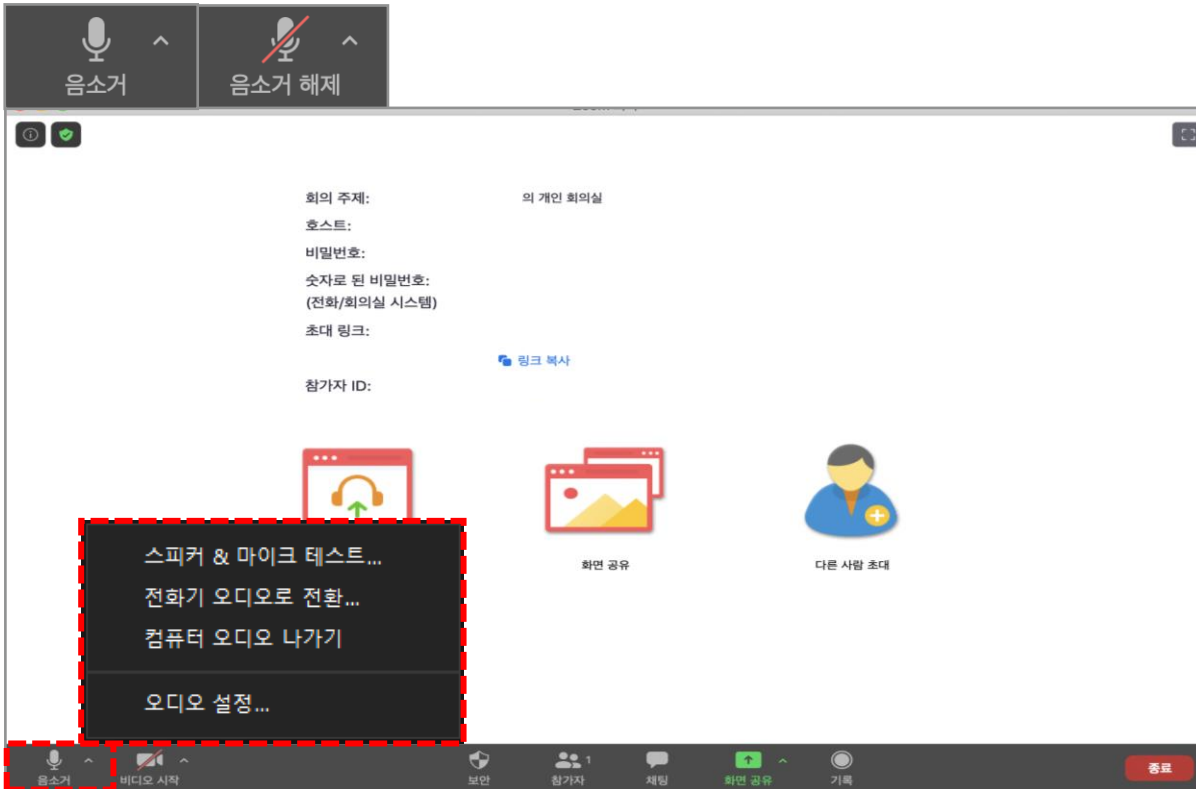 음소거
음소거 해제
회의 주제:
의 개인 회의실
호스트:
비밀번호:
숫자로 된 비밀번호:
(전화/회의실 시스템)
초대 링크:
링크 복사
참가자 ID:
화면 공유
다른 사람 초대
스피커 & 마이크 테스트...
전화기 오디오로 전환...
컴퓨터 오디오 나가기
오디오 설정...
음소거
비디오 시작
보안
참가자
1
채팅
화면 공유
기록
종료